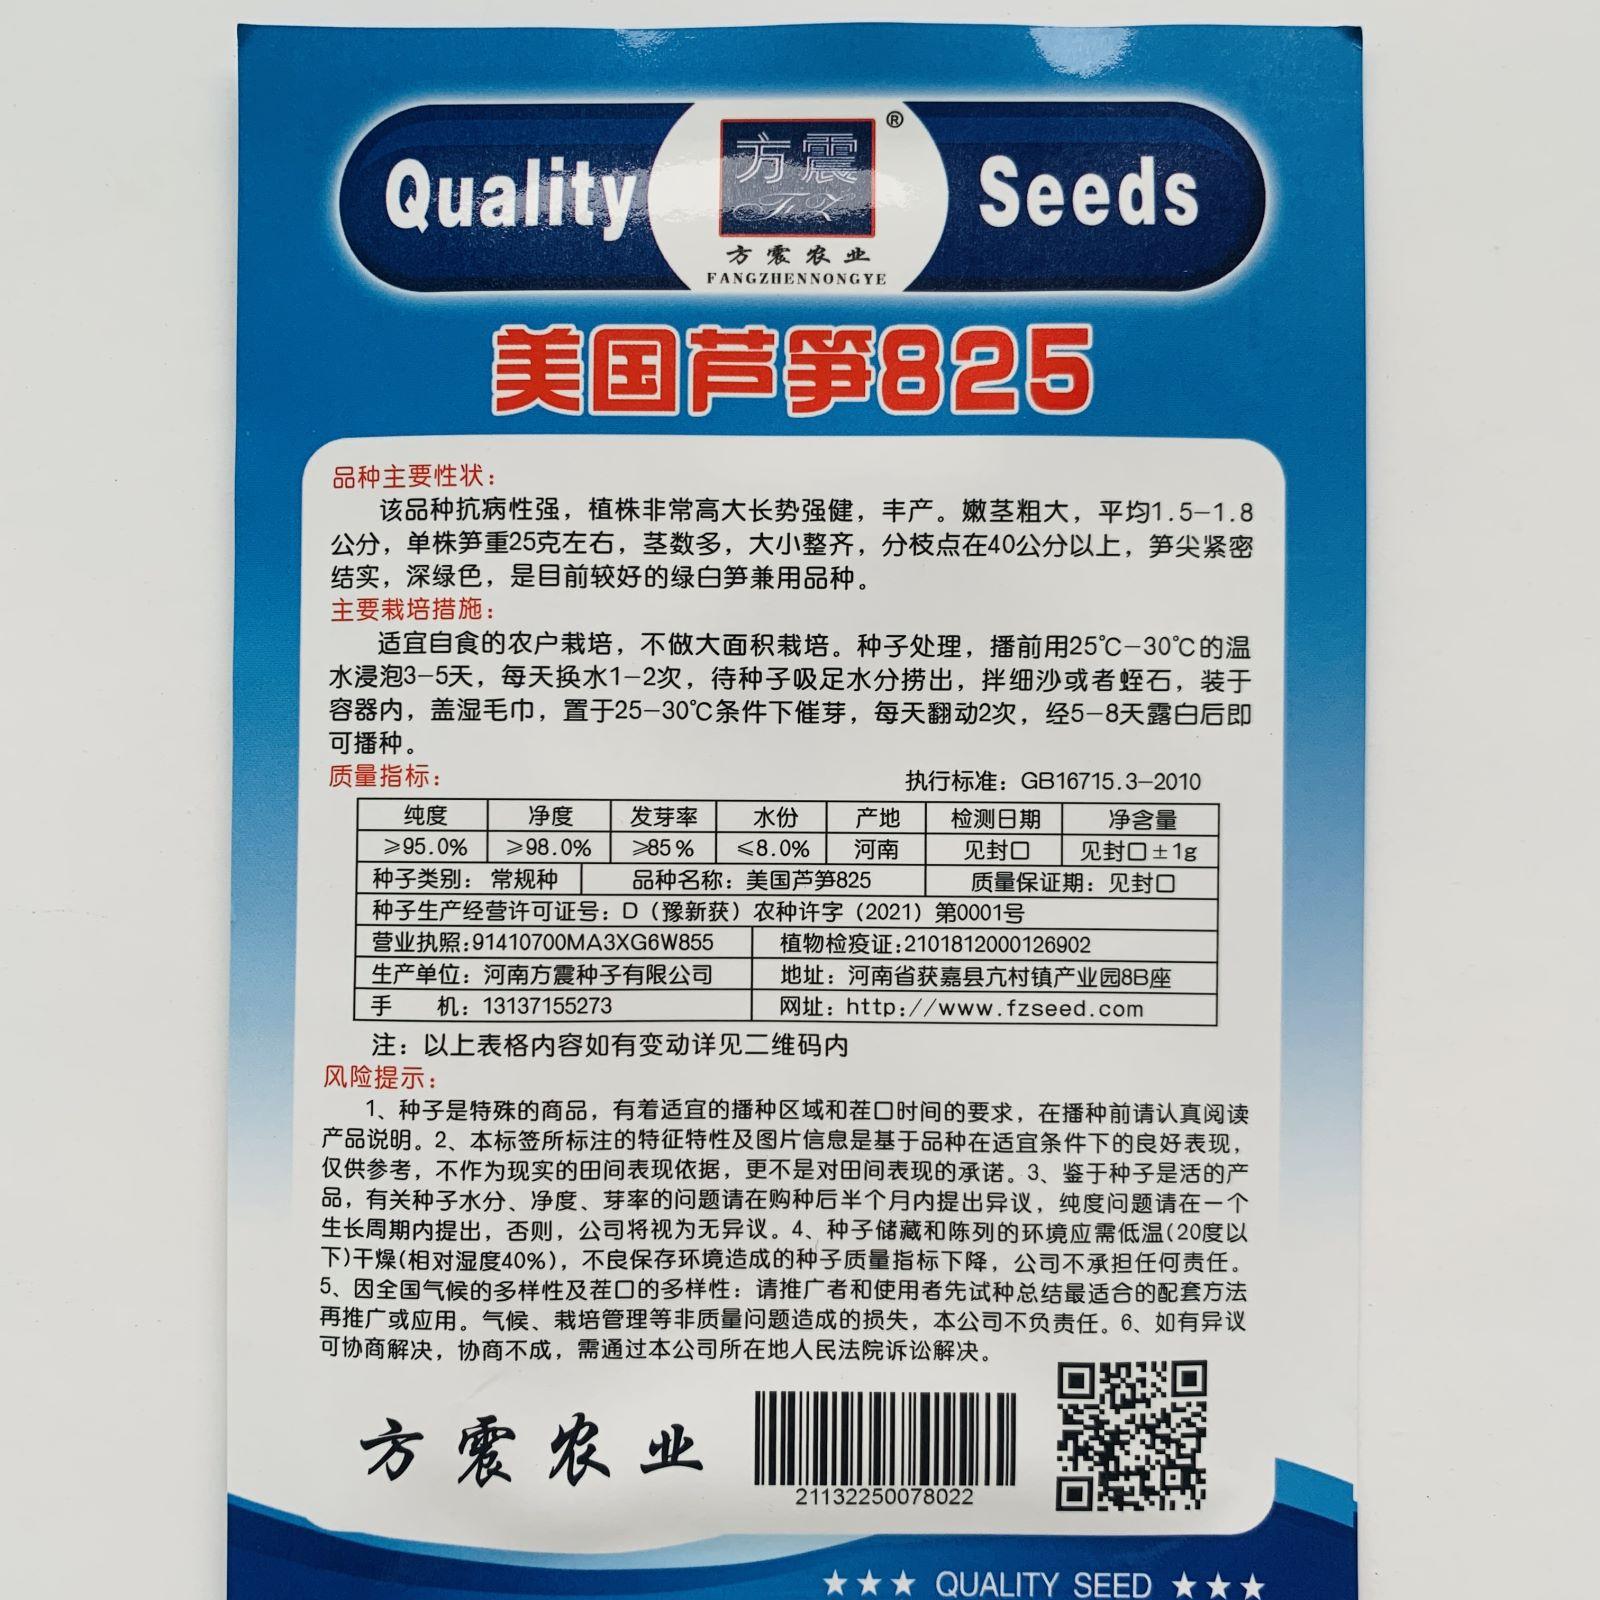 Quality
方震
®
方震农业
FANGZHENNONGYE
Seeds
美国芦笋825
品种主要性状：
该品种抗病性强，植株非常高大长势强健，丰产。嫩茎粗大，平均1.5-1.8
公分，单株笋重25克左右，茎数多，大小整齐，分枝点在40公分以上，笋尖紧密
结实，深绿色，是目前较好的绿白笋兼用品种。
主要栽培措施：
适宜自食的农户栽培，不做大面积栽培。种子处理，播前用25℃-30℃的温
水浸泡3-5天，每天换水1-2次，待种子吸足水分捞出，拌细沙或者蛭石，装于
容器内，盖湿毛巾，置于25-30℃条件下催芽，每天翻动2次，经5-8天露白后即
可播种。
质量指标： 执行标准：GB16715.3-2010
纯度 净度 发芽率 水份 产地 检测日期 净含量
≥95.0% ≥98.0% ≥85% ≤8.0% 河南 见封口 见封口±1g
种子类别：常规种 品种名称：美国芦笋825 质量保证期：见封口
种子生产经营许可证号：D（豫新获）农种许字（2021）第0001号
营业执照:91410700MA3XG6W855 植物检疫证:2101812000126902
生产单位：河南方震种子有限公司 地址：河南省获嘉县亢村镇产业园8B座
手 机：13137155273 网址：http://www.fzseed.com
注：以上表格内容如有变动详见二维码内
风险提示：
1、种子是特殊的商品，有着适宜的播种区域和茬口时间的要求，在播种前请认真阅读
产品说明。2、本标签所标注的特征特性及图片信息是基于品种在适宜条件下的良好表现，
仅供参考，不作为现实的田间表现依据，更不是对田间表现的承诺。3、鉴于种子是活的产
品，有关种子水分、净度、芽率的问题请在购种后半个月内提出异议，纯度问题请在一个
生长周期内提出，否则，公司将视为无异议。4、种子储藏和陈列的环境应需低温(20度以
下)干燥(相对湿度40%)，不良保存环境造成的种子质量指标下降，公司不承担任何责任。
5、因全国气候的多样性及茬口的多样性：请推广者和使用者先试种总结最适合的配套方法
再推广或应用。气候、栽培管理等非质量问题造成的损失，本公司不负责任。6、如有异议
可协商解决，协商不成，需通过本公司所在地人民法院诉讼解决。
方震农业
21132250078022
★★★ QUALITY SEED ★★★